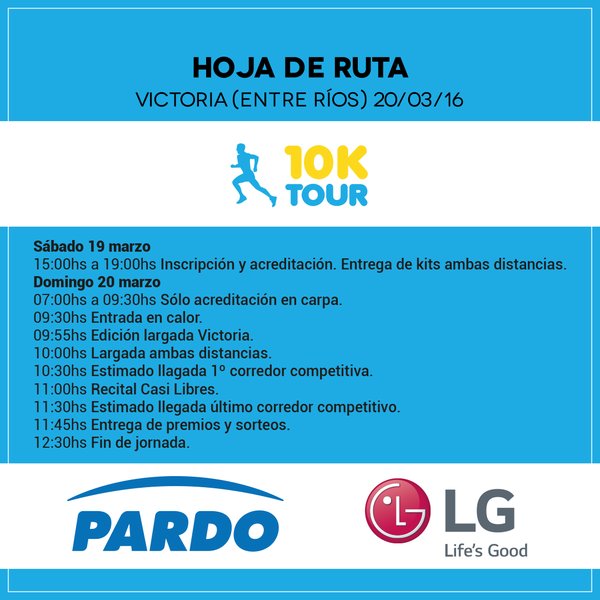 HOJA DE RUTA
VICTORIA (ENTRE RÍOS) 20/03/16
10K
TOUR
Sábado 19 marzo
15:00hs a 19:00hs Inscripción y acreditación. Entrega de kits ambas distancias.
Domingo 20 marzo
07:00hs a 09:30hs Sólo acreditación en carpa.
09:30hs Entrada en calor.
09:55hs Edición largada Victoria.
10:00hs Largada ambas distancias.
10:30hs Estimado llagada 1º corredor competitiva.
11:00hs Recital Casi Libres.
11:30hs Estimado llegada último corredor competitivo.
11:45hs Entrega de premios y sorteos.
12:30hs Fin de jornada.
PARDO
LG
Life's Good